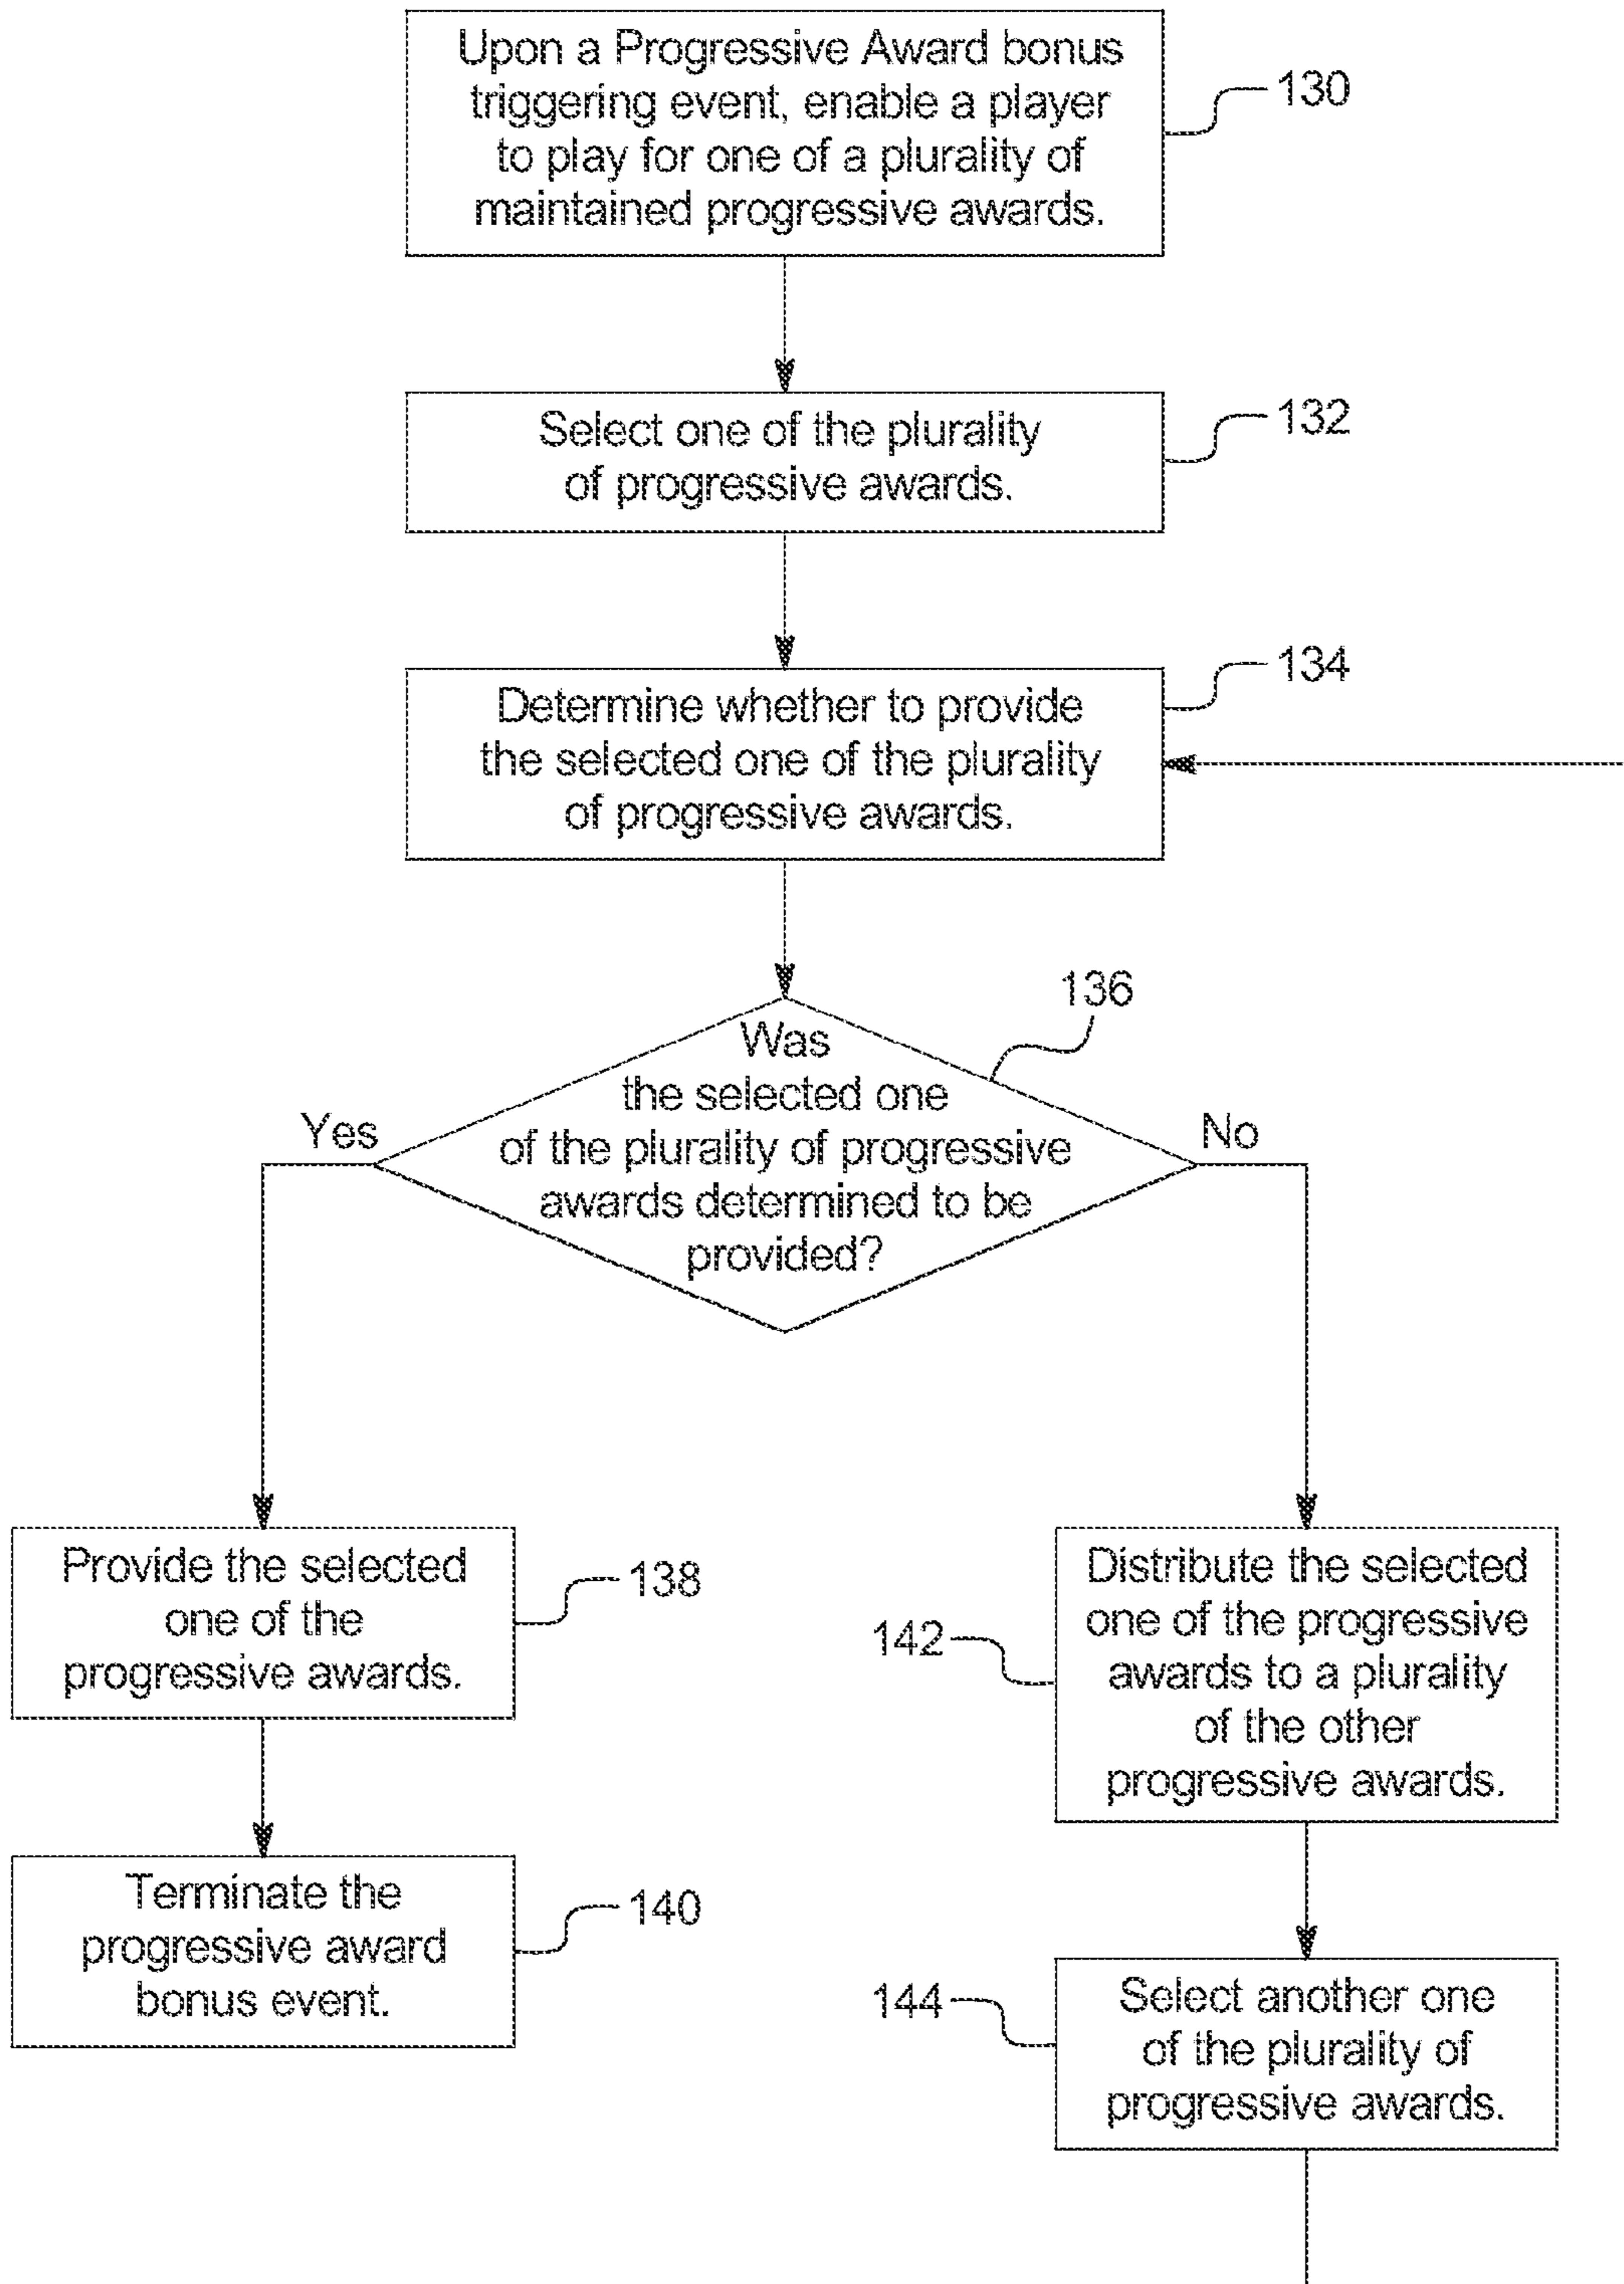 Upon a Progressive Award bonus
triggering event, enable a player
to play for one of a plurality of
maintained progressive awards.
130
Select one of the plurality
of progressive awards.
132
Determine whether to provide
the selected one of the plurality
of progressive awards.
134
136
Was
the selected one
of the plurality of progressive
awards determined to be
provided?
Yes
No
Provide the selected
one of the
progressive awards.
138
Terminate the
progressive award
bonus event.
140
Distribute the selected
one of the progressive
awards to a plurality
of the other
progressive awards.
142
Select another one
of the plurality of
progressive awards.
144